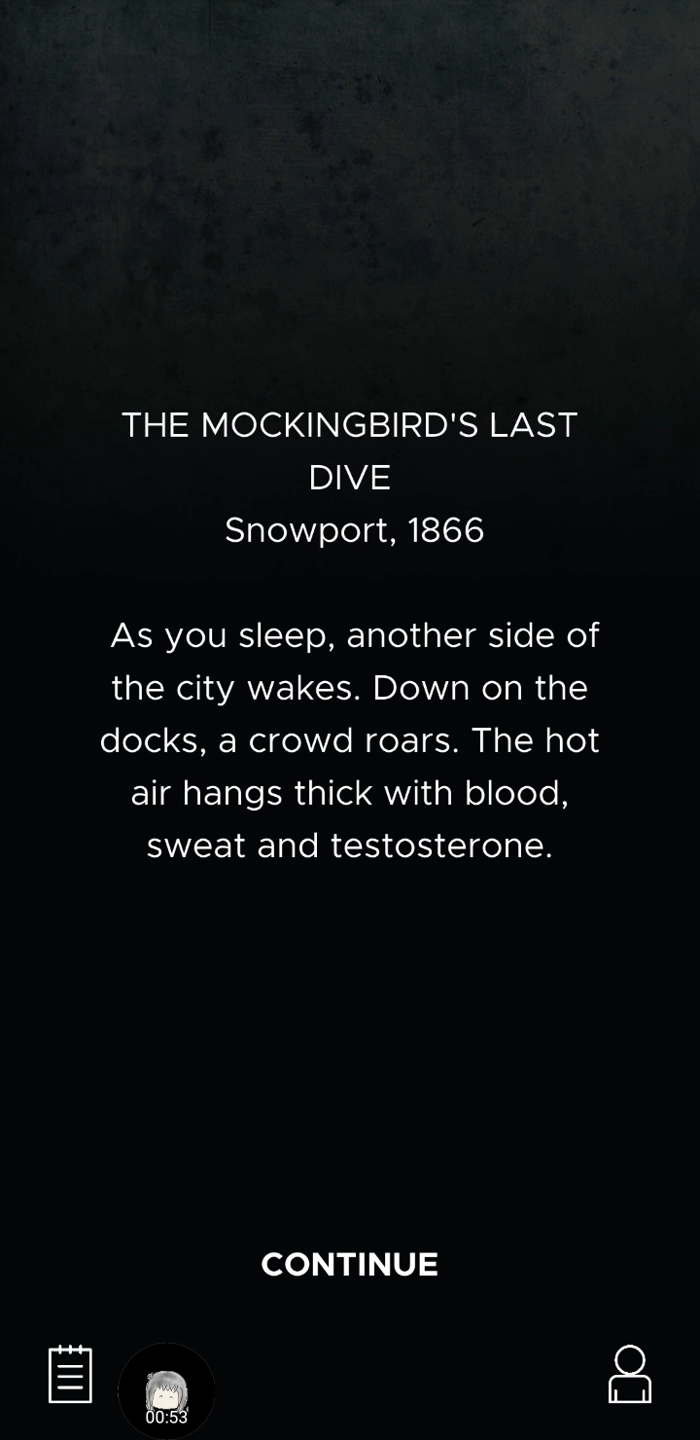 THE MOCKINGBIRD'S LAST
DIVE
Snowport, 1866
As you sleep, another side of
the city wakes. Down on the
docks, a crowd roars. The hot
air hangs thick with blood,
sweat and testosterone.
CONTINUE
00:53